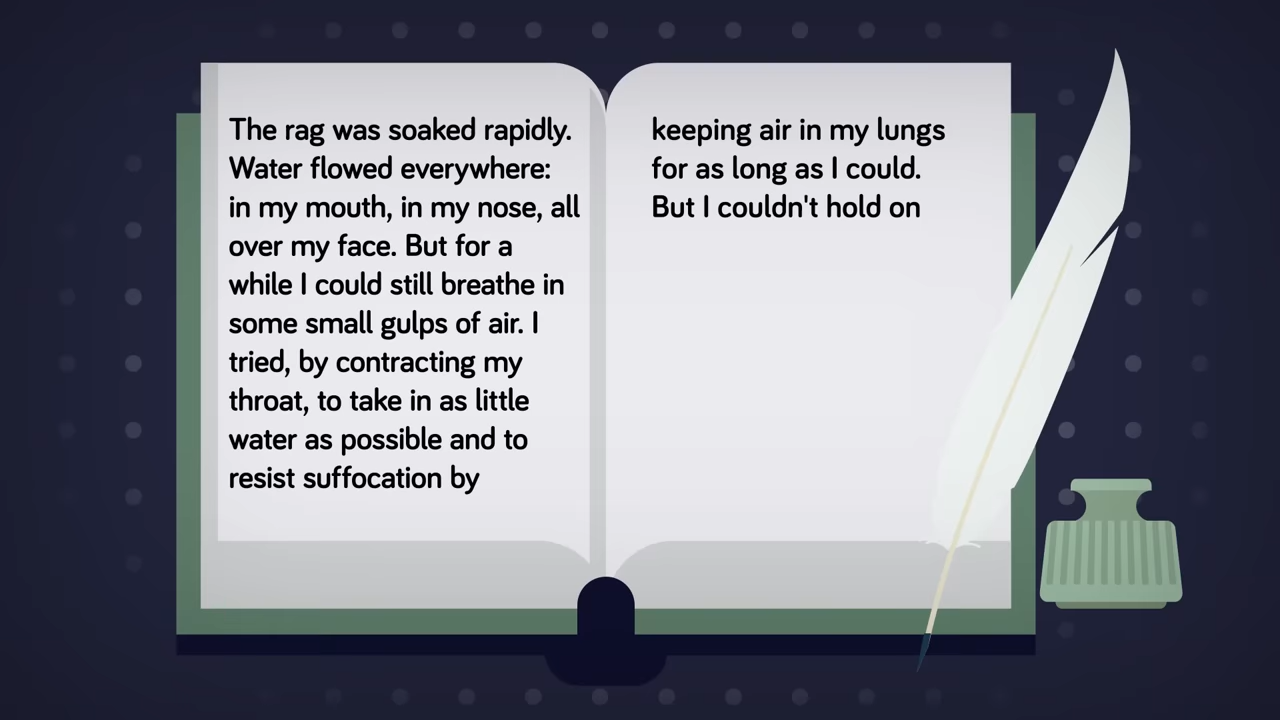 The rag was soaked rapidly.
Water flowed everywhere:
in my mouth, in my nose, all
over my face. But for a
while I could still breathe in
some small gulps of air. I
tried, by contracting my
throat, to take in as little
water as possible and to
resist suffocation by
keeping air in my lungs
for as long as I could.
But I couldn't hold on